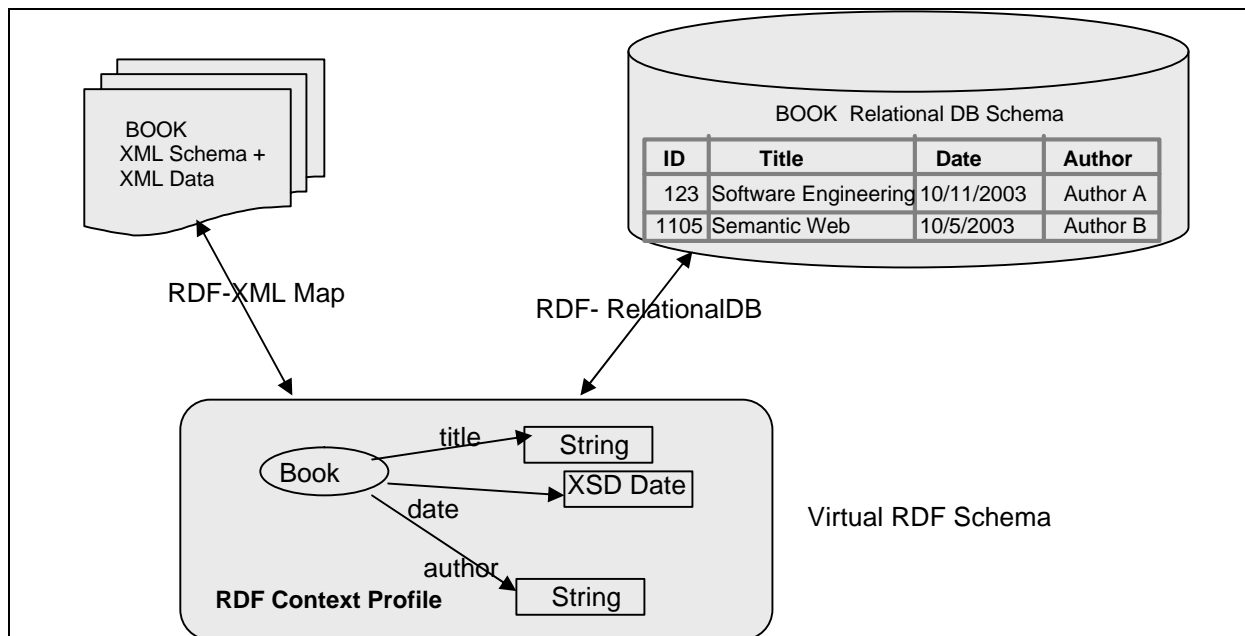 BOOK
XML Schema +
XML Data
BOOK Relational DB Schema
ID Title Date Author
123 Software Engineering 10/11/2003 Author A
1105 Semantic Web 10/5/2003 Author B
RDF-XML Map
RDF- RelationalDB
title
String
Book
XSD Date
date
author
String
RDF Context Profile
Virtual RDF Schema